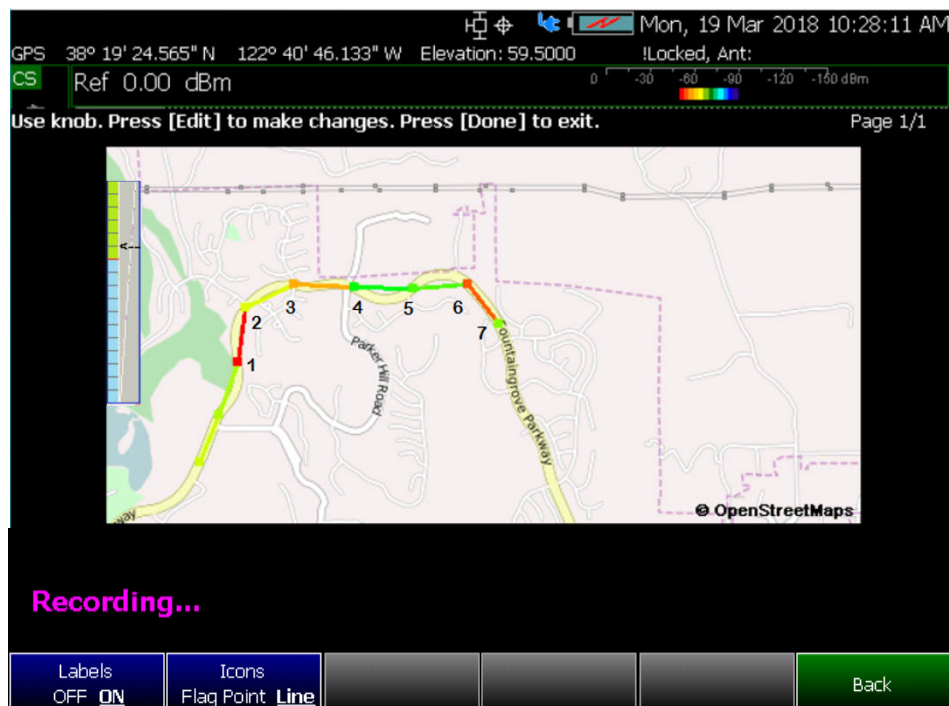 Mon, 19 Mar 2018 10:28:11 AM
GPS 38º 19' 24.565" N 122º 40' 46.133" W Elevation: 59.5000 !Locked, Ant:
CS Ref 0.00 dBm 0 -30 -60 -90 -120 -150 dBm
Use knob. Press [Edit] to make changes. Press [Done] to exit. Page 1/1
<--
3
4
5
6
2
7
1
Parker Hill Road
Fountaingrove Parkway
way
© OpenStreetMaps
Recording...
Labels
OFF ON
Icons
Flag Point Line
Back